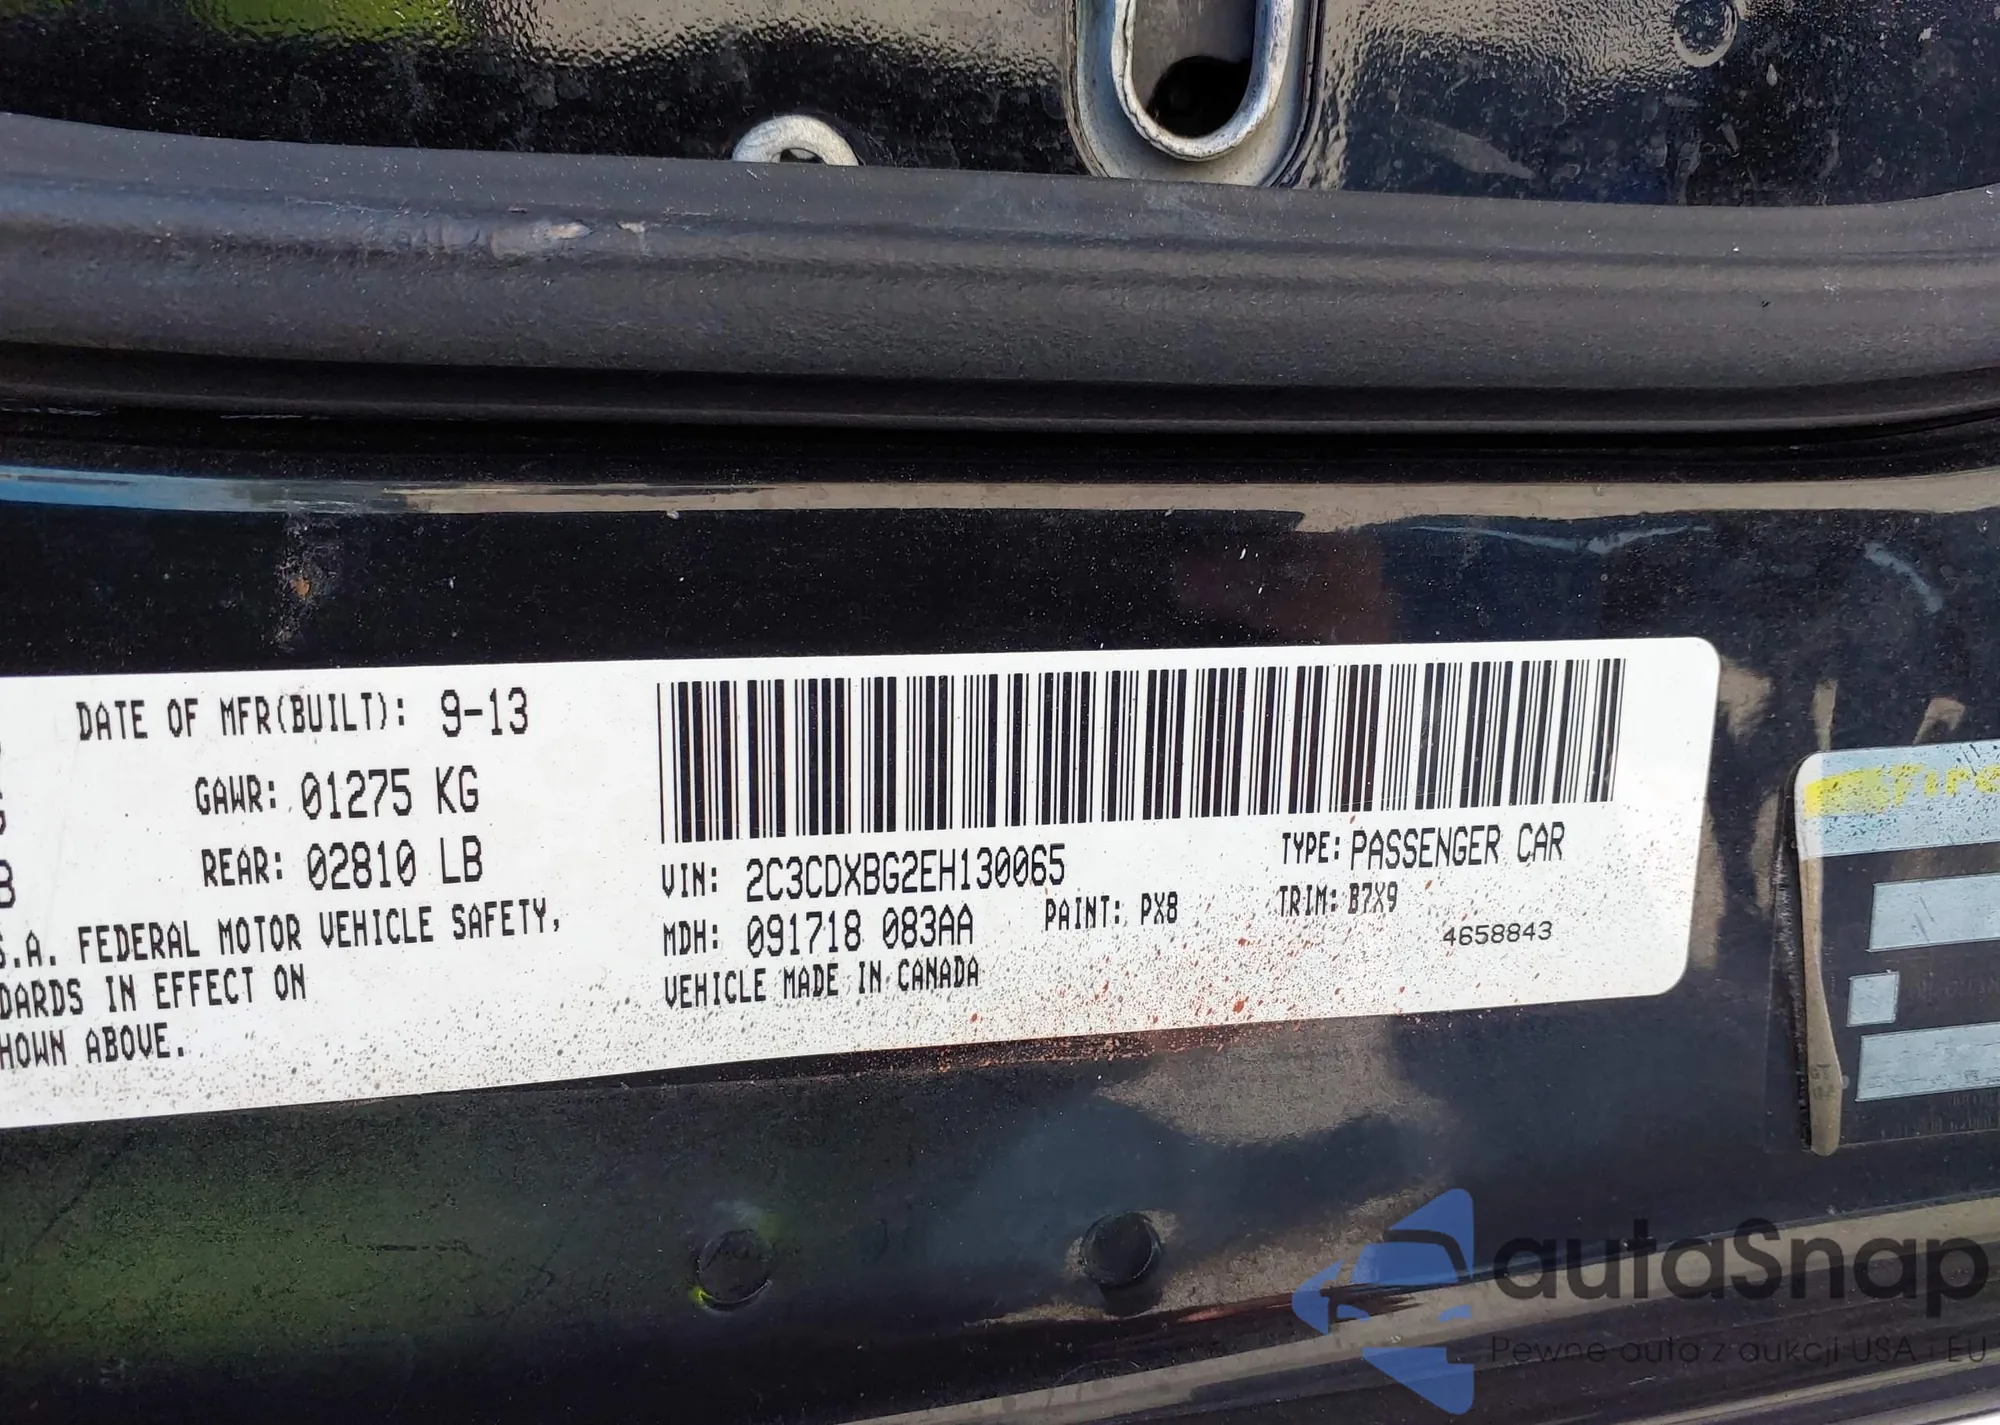 DATE OF MFR(BUILT): 9-13
GAWR: 01275 KG
REAR: 02810 LB
S.A. FEDERAL MOTOR VEHICLE SAFETY,
DARDS IN EFFECT ON
HOWN ABOVE.
VIN: 2C3CDXBG2EH130065
TYPE: PASSENGER CAR
MDH: 091718 083AA
PAINT: PX8
TRIM: B7X9
4658843
VEHICLE MADE IN CANADA
autaSnap
Pewne auta z aukcji USA i EU